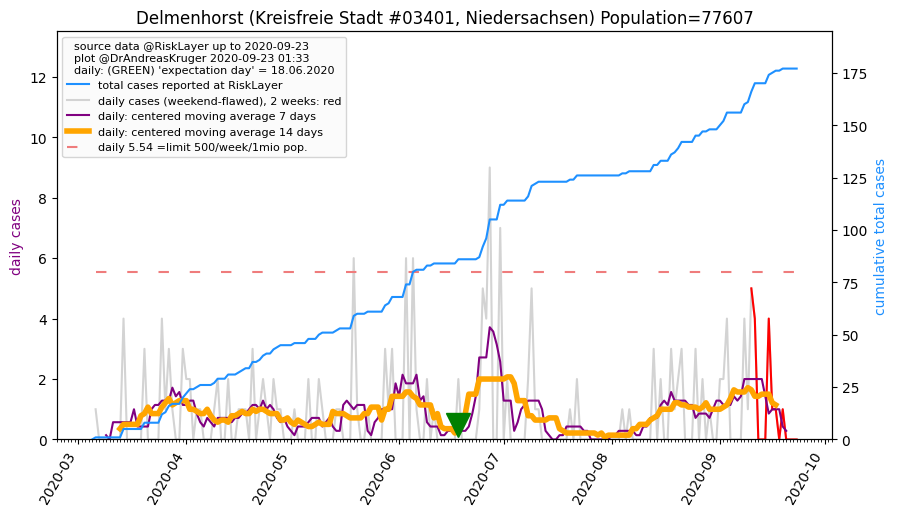 Delmenhorst (Kreisfreie Stadt #03401, Niedersachsen) Population=77607
source data @RiskLayer up to 2020-09-23
plot @DrAndreasKruger 2020-09-23 01:33
daily: (GREEN) 'expectation day' = 18.06.2020
total cases reported at RiskLayer
daily cases (weekend-flawed), 2 weeks: red
daily: centered moving average 7 days
daily: centered moving average 14 days
daily 5.54 =limit 500/week/1mio pop.
daily cases
12
10
8
6
4
2
0
cumulative total cases
175
150
125
100
75
50
25
0
2020-03
2020-04
2020-05
2020-06
2020-07
2020-08
2020-09
2020-10